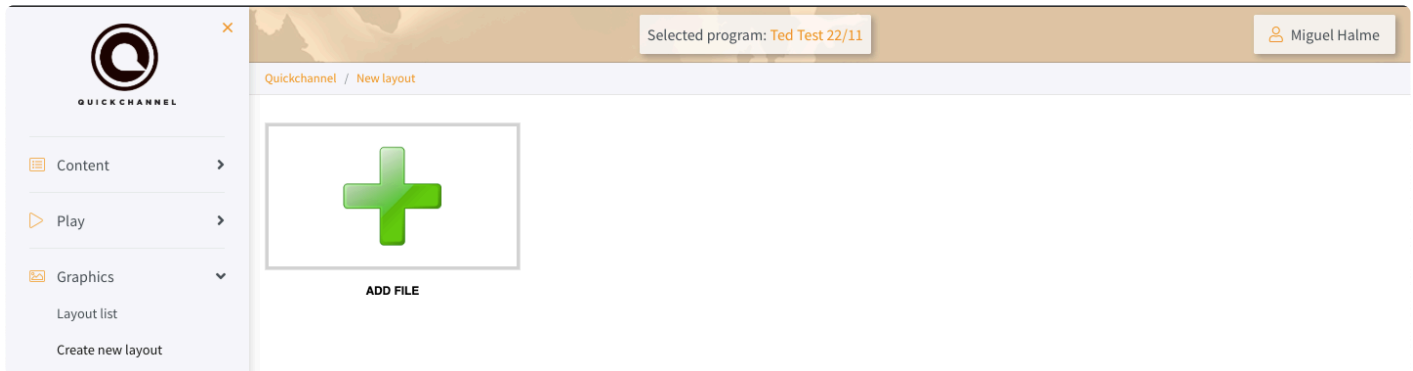 Selected program: Ted Test 22/11
Miguel Halme
QUICKCHANNEL
Quickchannel / New layout
Content
Play
Graphics
Layout list
Create new layout
ADD FILE